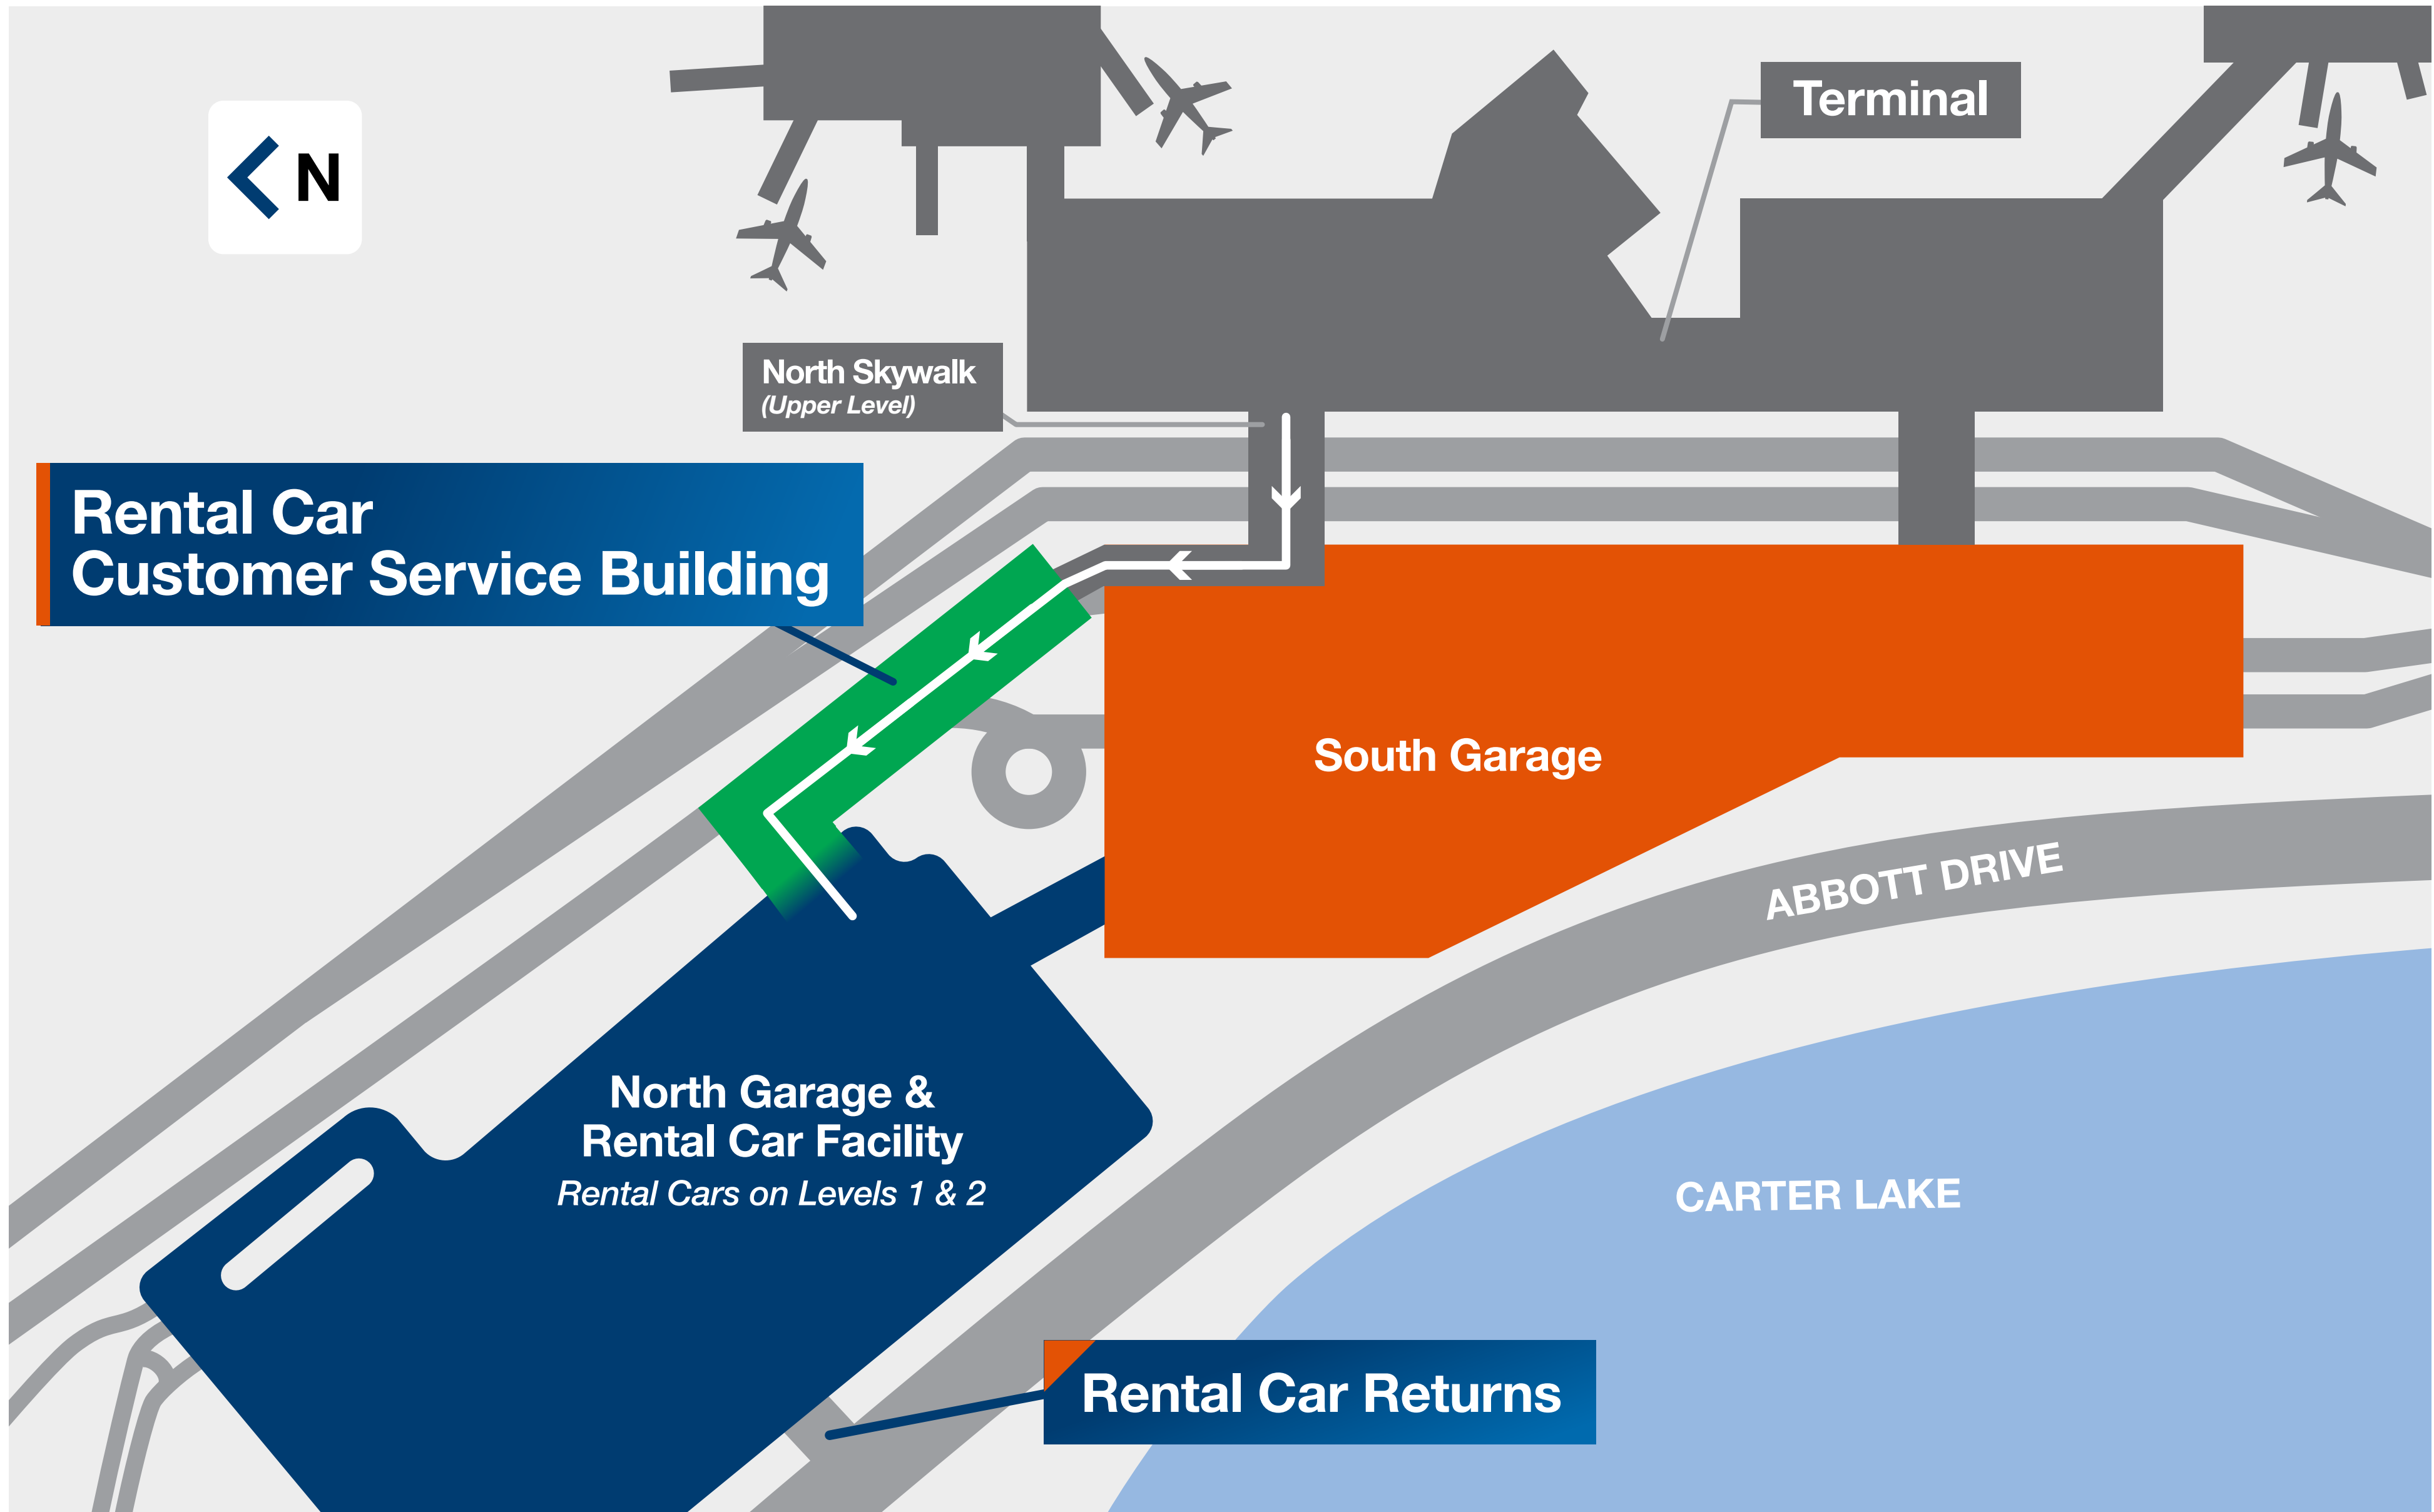 N
Terminal
North Skywalk
(Upper Level)
Rental Car
Customer Service Building
South Garage
ABBOTT DRIVE
North Garage &
Rental Car Facility
Rental Cars on Levels 1 & 2
CARTER LAKE
Rental Car Returns